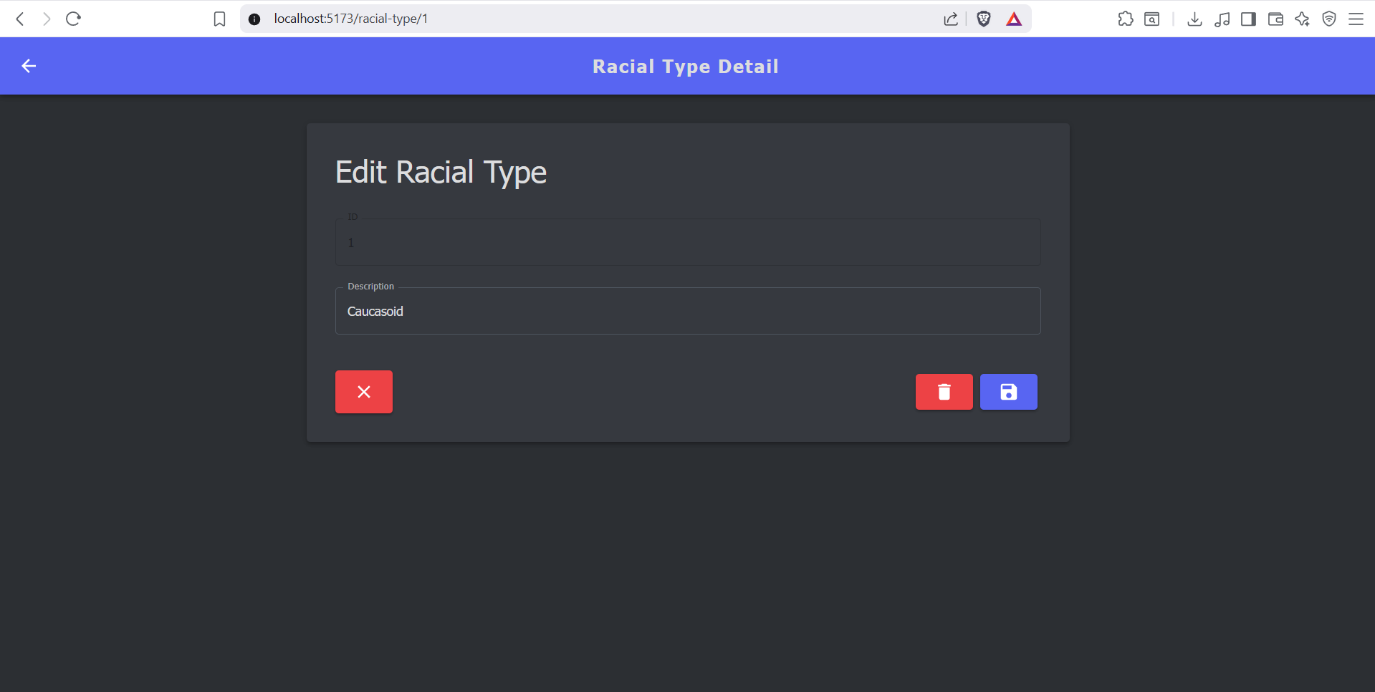 localhost:5173/racial-type/1
Racial Type Detail
Edit Racial Type
ID
1
Description
Caucasoid